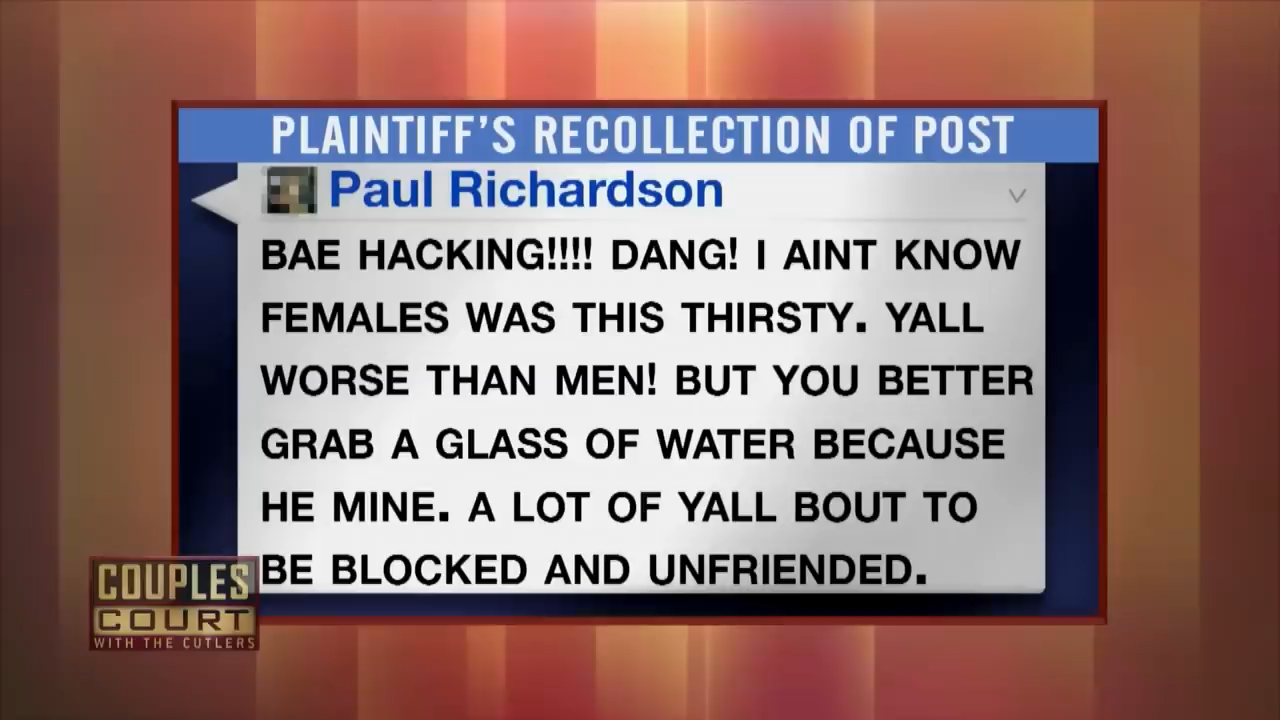 PLAINTIFF'S RECOLLECTION OF POST
Paul Richardson
BAE HACKING!!!! DANG! I AINT KNOW
FEMALES WAS THIS THIRSTY. YALL
WORSE THAN MEN! BUT YOU BETTER
GRAB A GLASS OF WATER BECAUSE
HE MINE. A LOT OF YALL BOUT TO
BE BLOCKED AND UNFRIENDED.
COUPLES
COURT
WITH THE CUTLERS